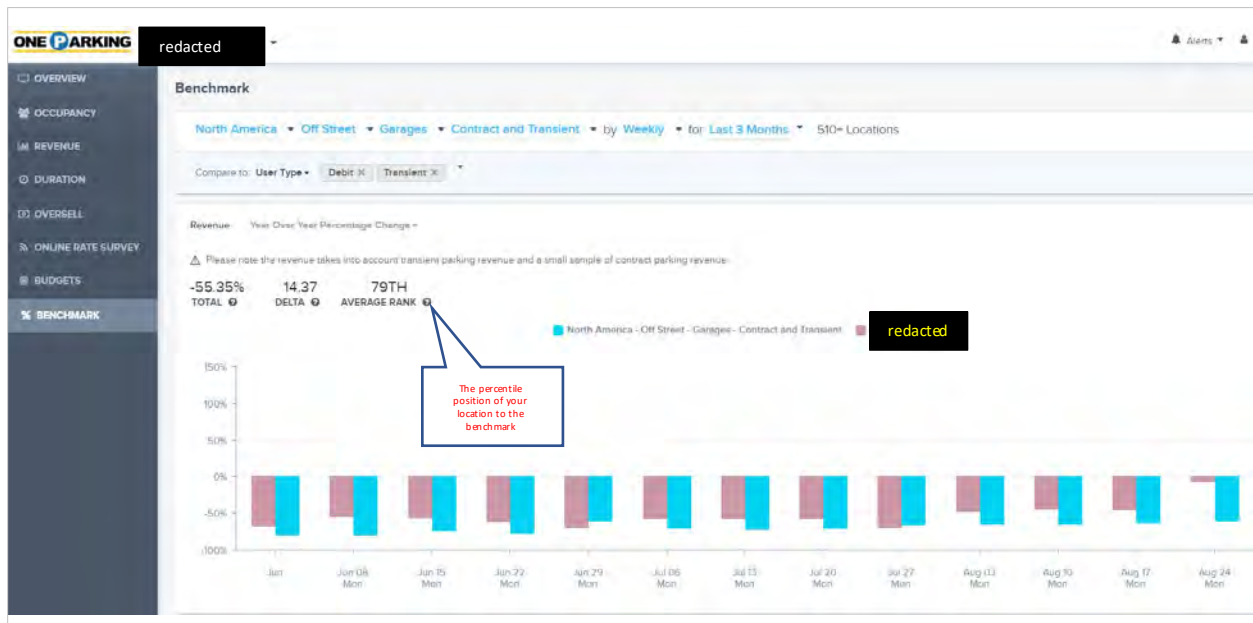 ONE PARKING
redacted
Alerts
OVERVIEW
OCCUPANCY
REVENUE
DURATION
OVERSELL
ONLINE RATE SURVEY
BUDGETS
BENCHMARK
Benchmark
North America Off Street Garages Contract and Transient by Weekly for Last 3 Months 510+ Locations
Compare to: User Type Debit X Transient X
Revenue Year Over Year Percentage Change
Please note the revenue takes into account transient parking revenue and a small sample of contract parking revenue.
-55.35% 14.37 79TH
TOTAL DELTA AVERAGE RANK
North America - Off Street - Garages - Contract and Transient redacted
The percentile
position of your
location to the
benchmark
150%
100%
50%
0%
-50%
-100%
Jun Jun 08 Jun 15 Jun 22 Jun 29 Jul 06 Jul 13 Jul 20 Jul 27 Aug 03 Aug 10 Aug 17 Aug 24
Mon Mon Mon Mon Mon Mon Mon Mon Mon Mon Mon Mon